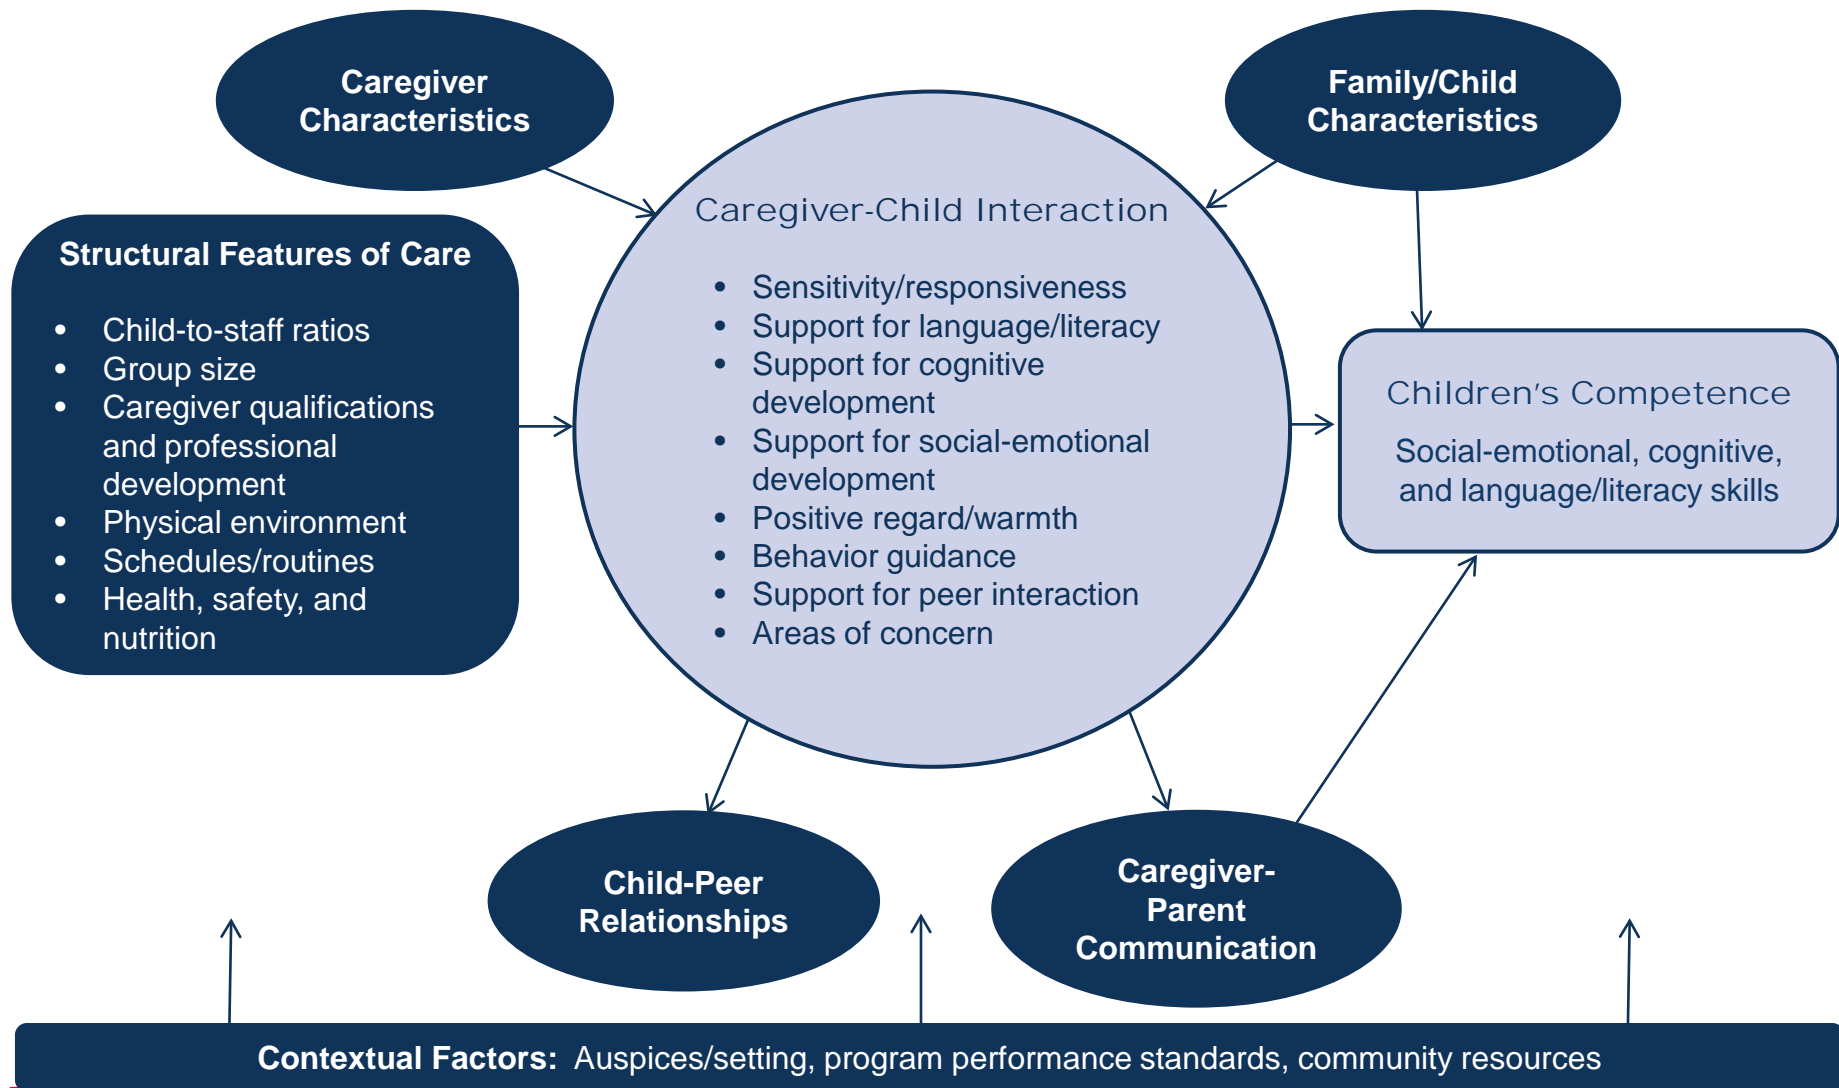 Caregiver
Characteristics
Family/Child
Characteristics
Structural Features of Care
• Child-to-staff ratios
• Group size
• Caregiver qualifications
and professional
development
• Physical environment
• Schedules/routines
• Health, safety, and
nutrition
Caregiver-Child Interaction
• Sensitivity/responsiveness
• Support for language/literacy
• Support for cognitive
development
• Support for social-emotional
development
• Positive regard/warmth
• Behavior guidance
• Support for peer interaction
• Areas of concern
Children's Competence
Social-emotional, cognitive,
and language/literacy skills
Child-Peer
Relationships
Caregiver-
Parent
Communication
Contextual Factors: Auspices/setting, program performance standards, community resources